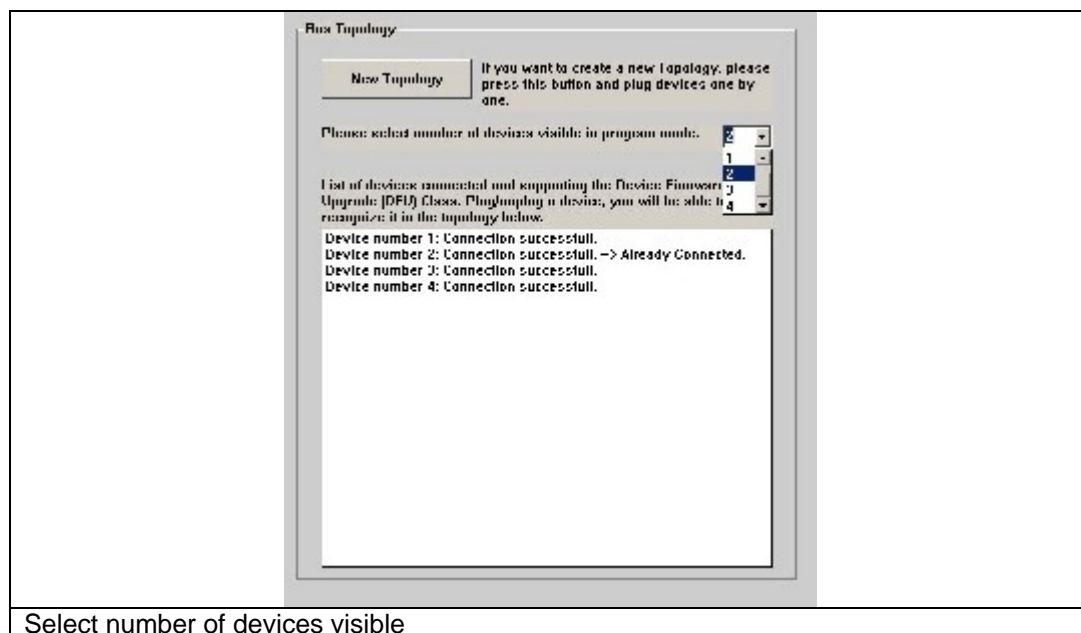 Bus Topology
New Topology
If you want to create a new Topology, please
press this button and plug devices one by
one.
Please select number of devices visible in program mode.
2
1
2
3
4
List of devices connected and supporting the Device Firmwar
Upgrade (DFU) Class. Plug/unplug a device, you will be able t
recognize it in the topology below.
Device number 1: Connection successfull.
Device number 2: Connection successfull. -> Already Connected.
Device number 3: Connection successfull.
Device number 4: Connection successfull.
Select number of devices visible